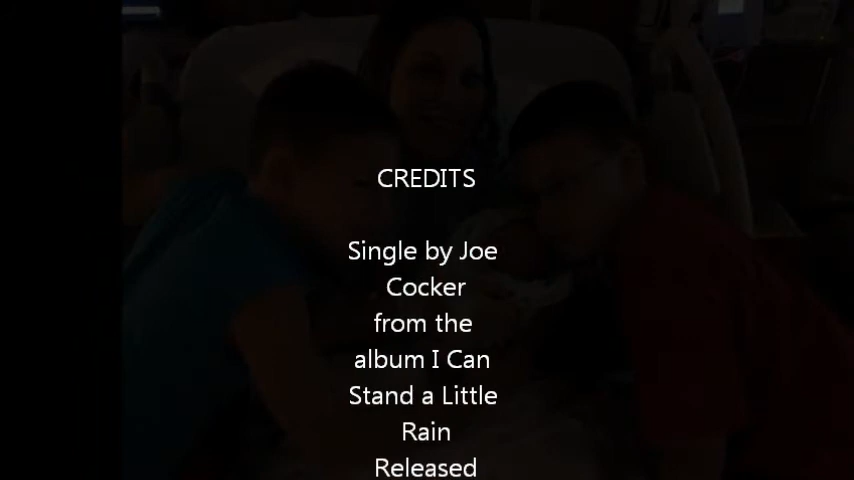 CREDITS
Single by Joe
Cocker
from the
album I Can
Stand a Little
Rain
Released